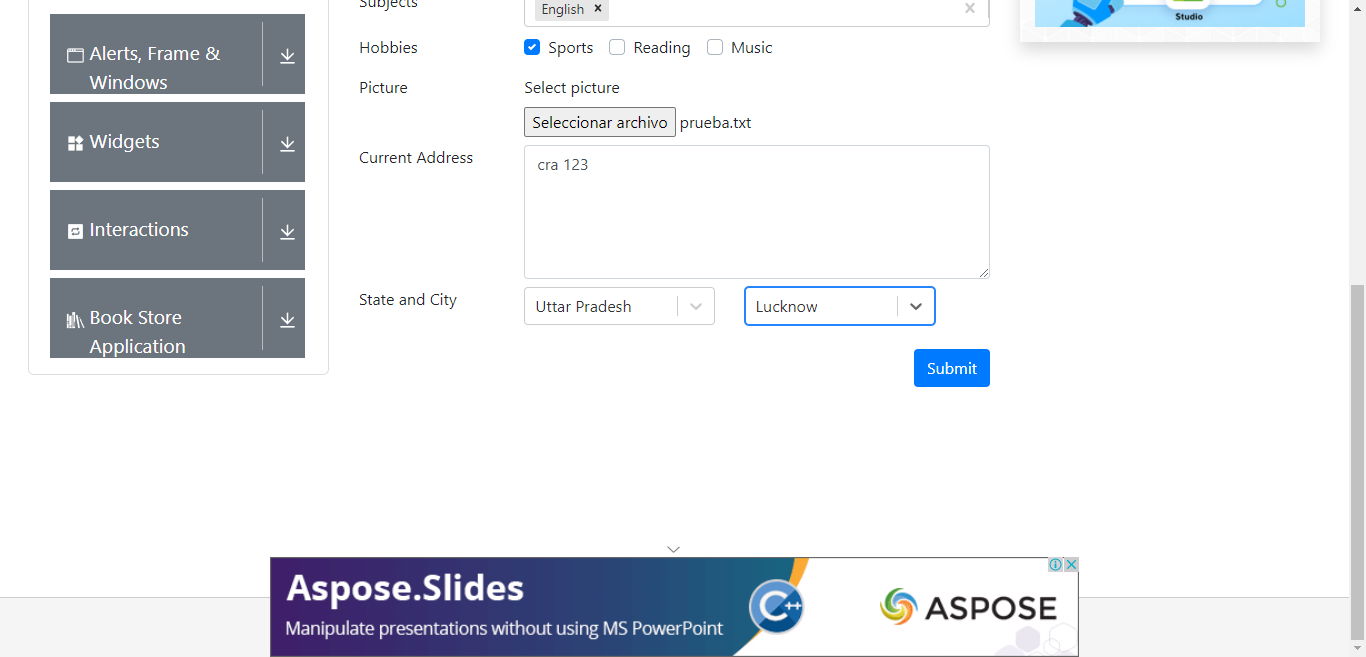 Subjects
English ×
×
Studio
Alerts, Frame &
Windows
Hobbies
Sports Reading Music
Widgets
Picture
Select picture
Seleccionar archivo prueba.txt
Current Address
cra 123
Interactions
State and City
Uttar Pradesh
Lucknow
Book Store
Application
Submit
Aspose.Slides
Manipulate presentations without using MS PowerPoint
C++
ASPOSE